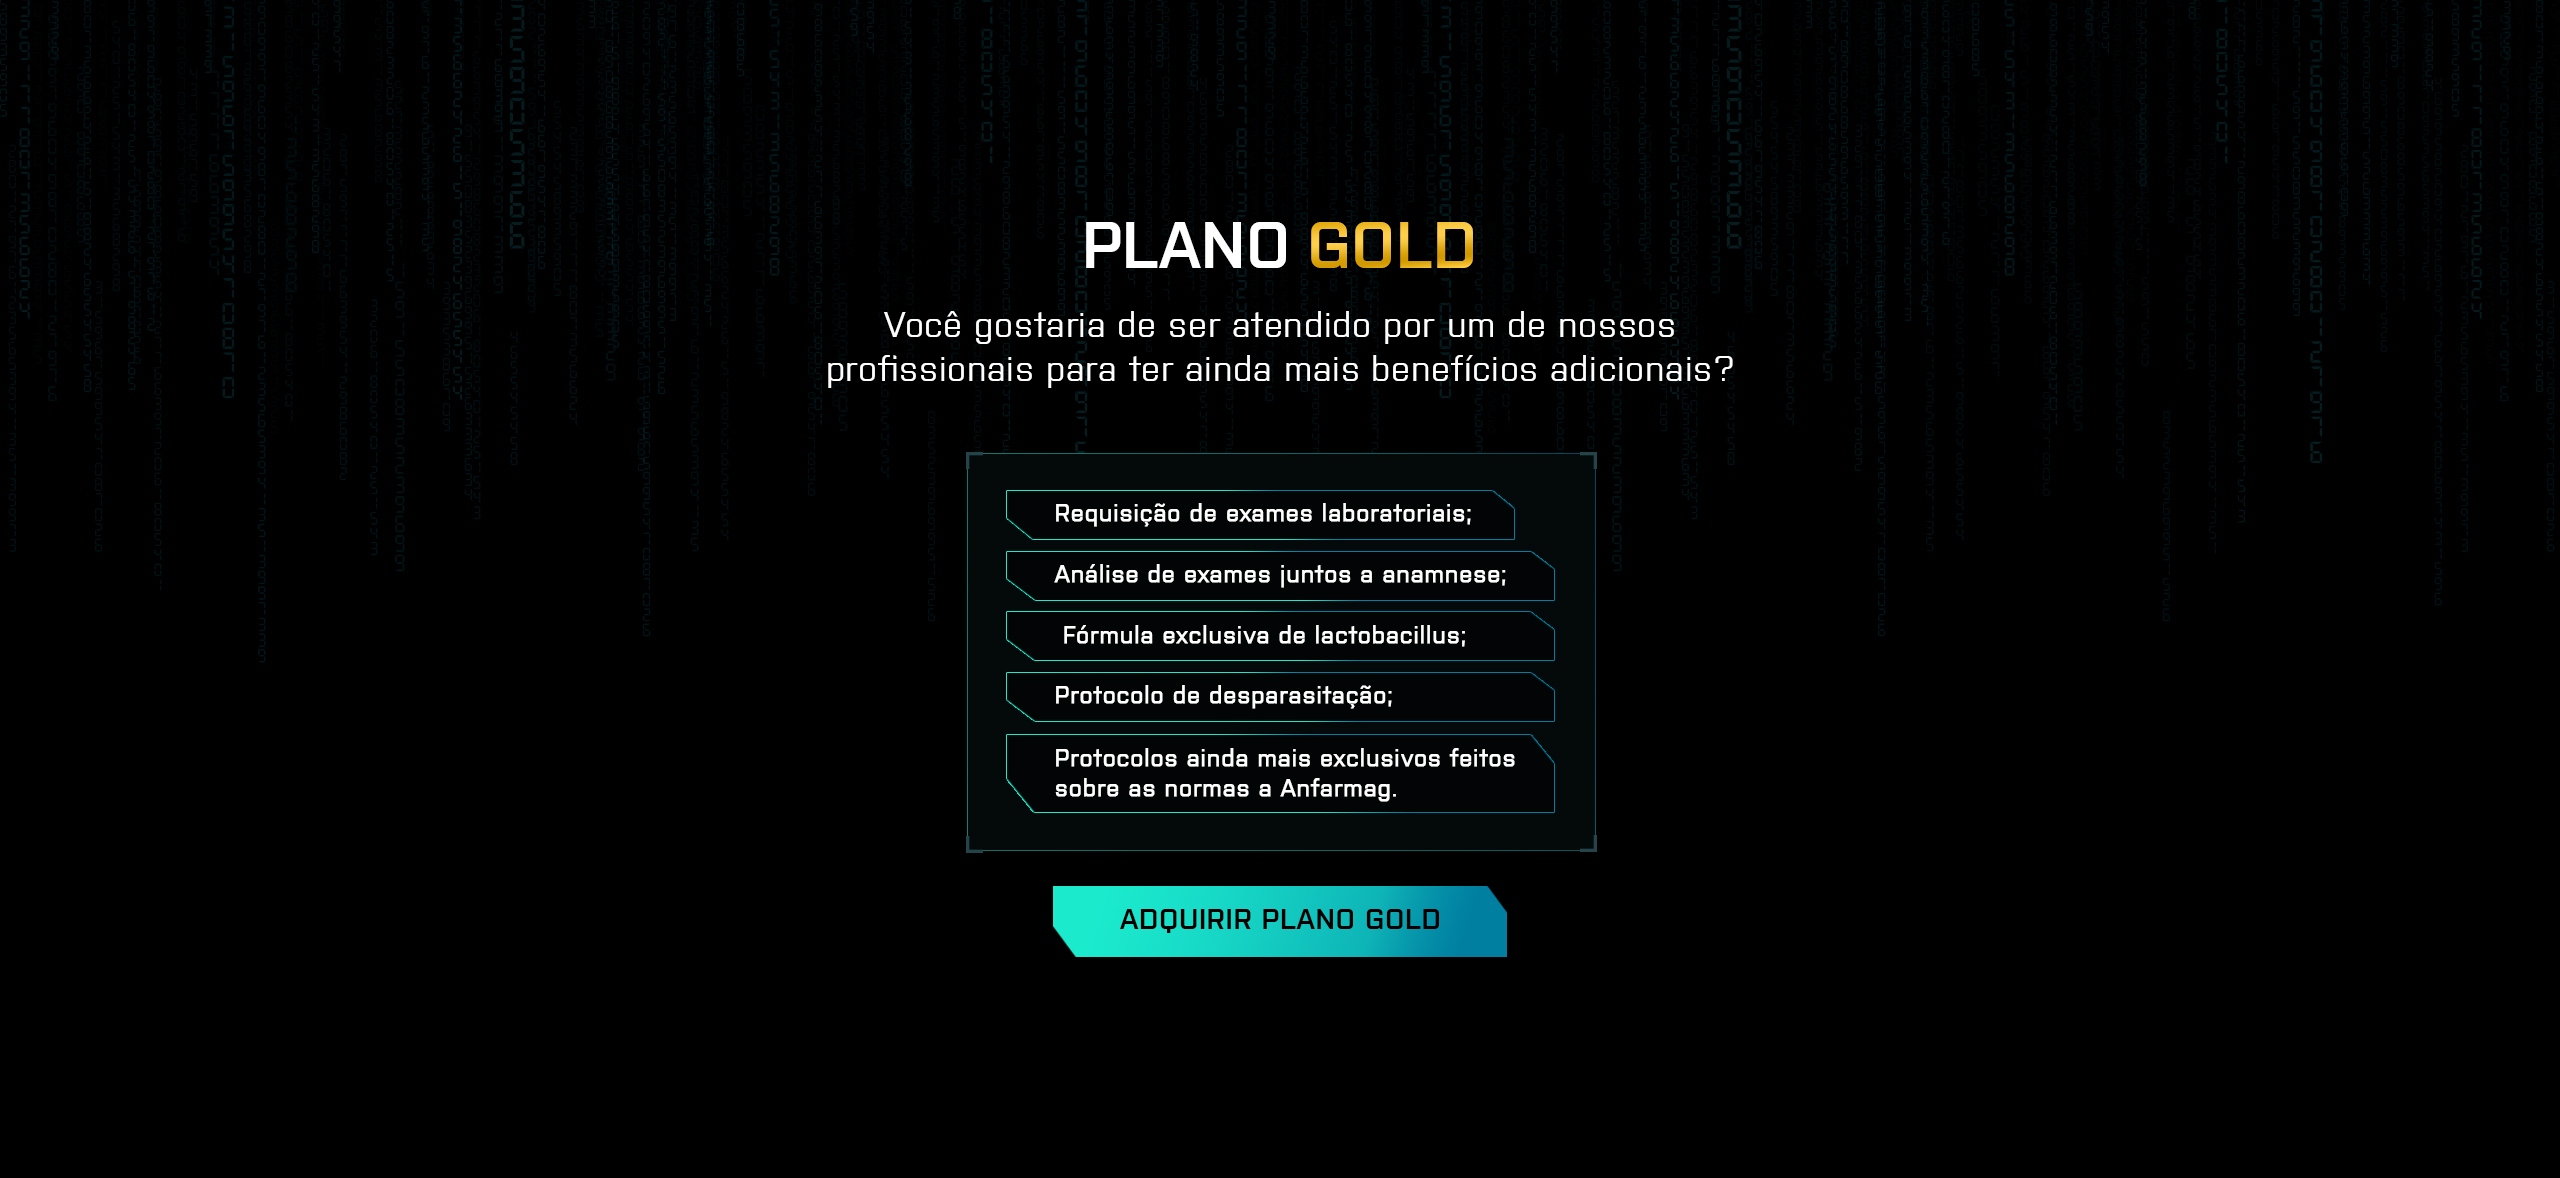 PLANO GOLD
Você gostaria de ser atendido por um de nossos
profissionais para ter ainda mais benefícios adicionais?
Requisição de exames laboratoriais;
Análise de exames juntos a anamnese;
Fórmula exclusiva de lactobacillus;
Protocolo de desparasitação;
Protocolos ainda mais exclusivos feitos
sobre as normas a Anfarmag.
ADQUIRIR PLANO GOLD